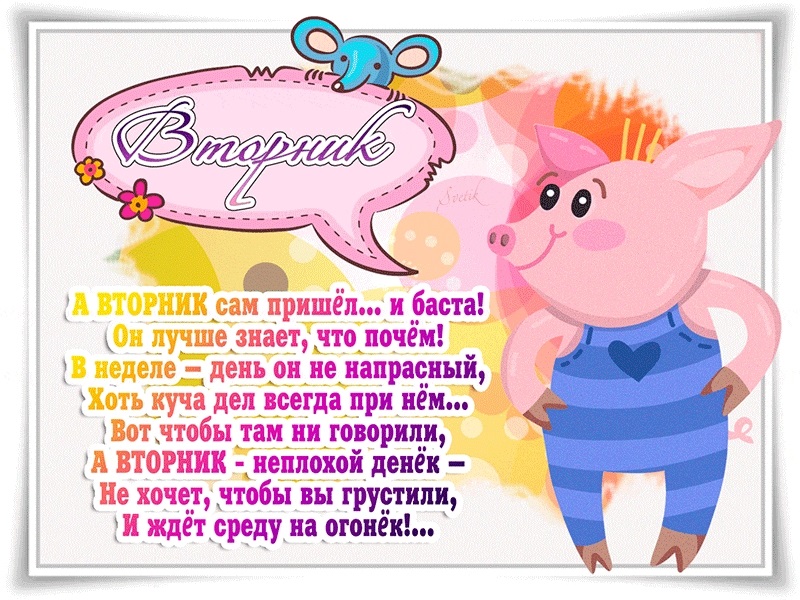 Вторник
Svetik
А ВТОРНИК сам пришёл... и баста!
Он лучше знает, что почём!
В неделе – день он не напрасный,
Хоть куча дел всегда при нём...
Вот чтобы там ни говорили,
А ВТОРНИК - неплохой денёк –
Не хочет, чтобы вы грустили,
И ждёт среду на огонёк!...